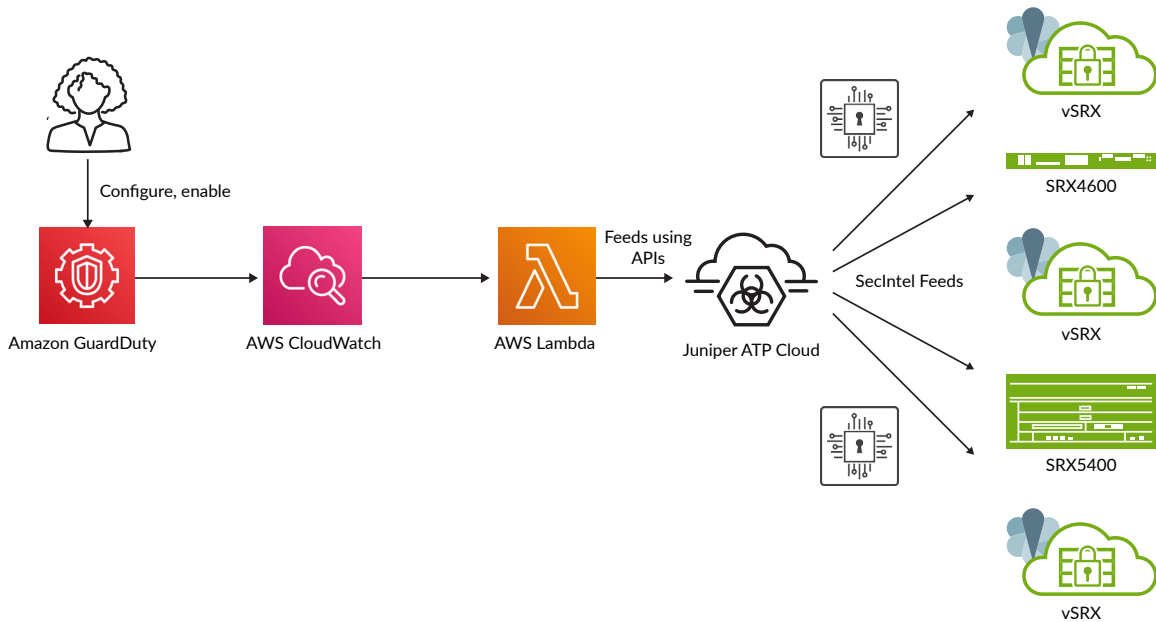 Configure, enable
Amazon GuardDuty
AWS CloudWatch
AWS Lambda
Feeds using
APIs
Juniper ATP Cloud
SecIntel Feeds
vSRX
SRX4600
vSRX
SRX5400
vSRX